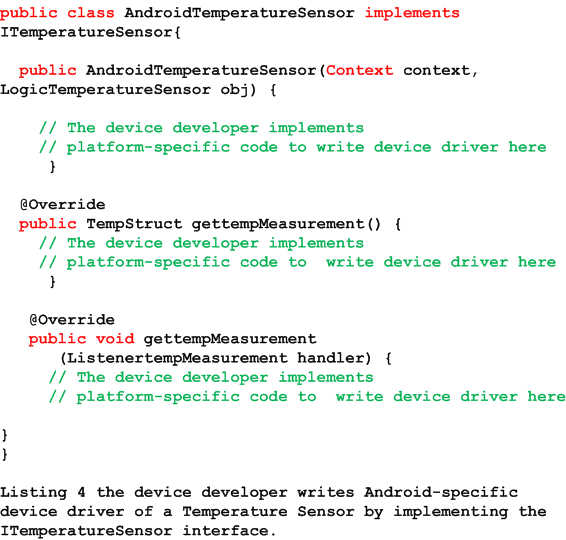 public class AndroidTemperatureSensor implements
ITemperatureSensor{
public AndroidTemperatureSensor(Context context,
LogicTemperatureSensor obj) {
// The device developer implements
// platform-specific code to write device driver here
}
@Override
public TempStruct gettempMeasurement() {
// The device developer implements
// platform-specific code to  write device driver here
}
@Override
public void gettempMeasurement
(ListenertempMeasurement handler) {
// The device developer implements
// platform-specific code to  write device driver here
}
}
Listing 4 the device developer writes Android-specific
device driver of a Temperature Sensor by implementing the
ITemperatureSensor interface.